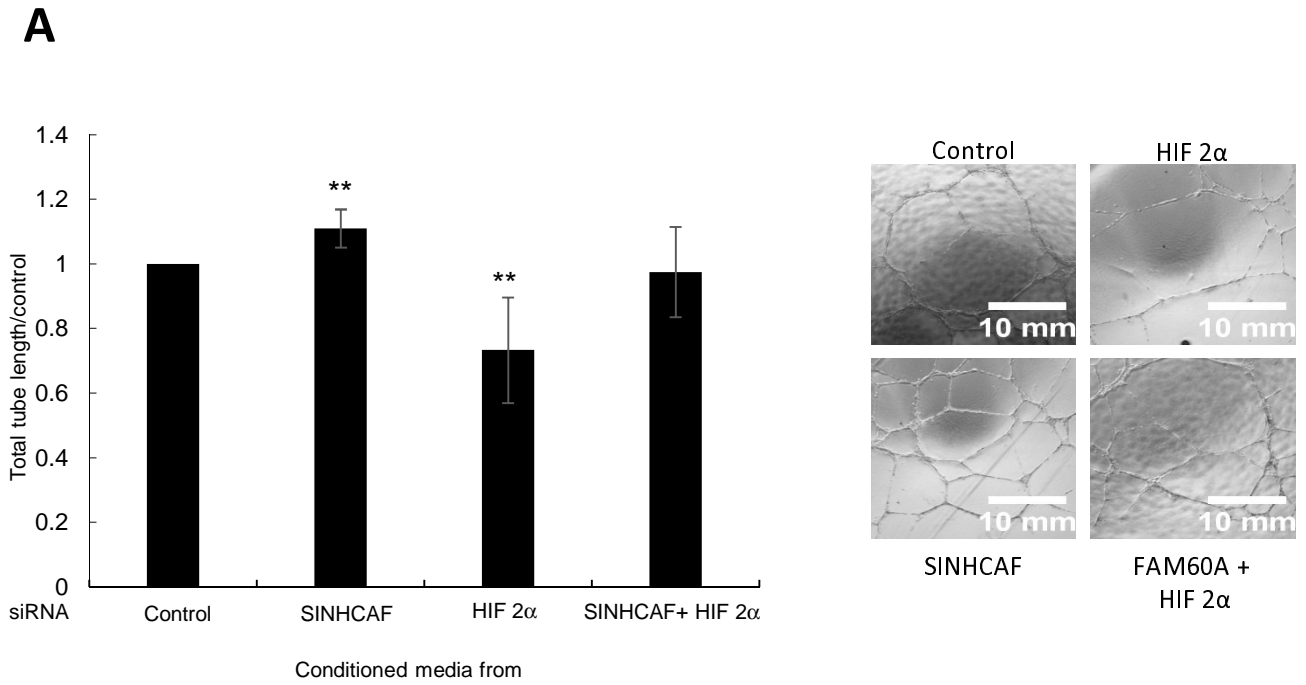 A
1.4
1.2
1
0.8
0.6
0.4
0.2
0
Total tube length/control
**
**
siRNA
Control
SINHCAF
HIF 2α
SINHCAF+ HIF 2α
Conditioned media from
Control
HIF 2α
10 mm
10 mm
10 mm
10 mm
SINHCAF
FAM60A +
HIF 2α